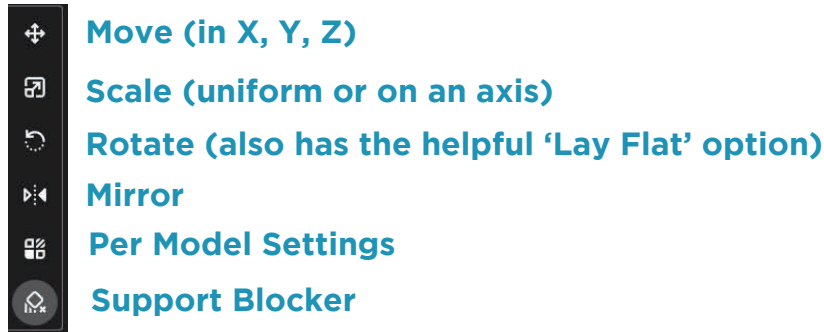 Move (in X, Y, Z)
Scale (uniform or on an axis)
Rotate (also has the helpful ‘Lay Flat’ option)
Mirror
Per Model Settings
Support Blocker